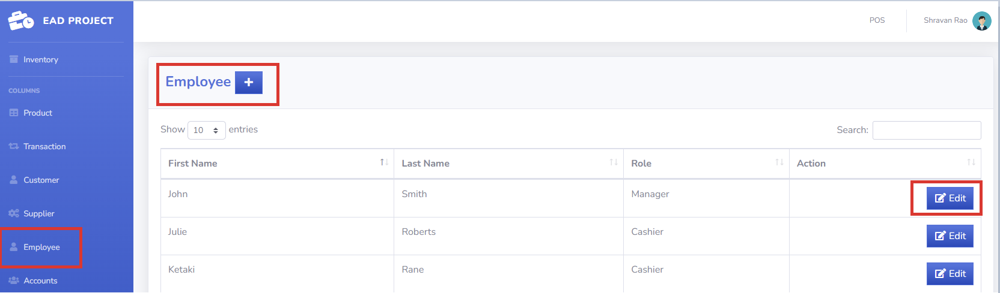 EAD PROJECT
POS
Shravan Rao
Inventory
COLUMNS
Product
Transaction
Customer
Supplier
Employee
Accounts
Employee +
Show 10 entries
Search:
First Name Last Name Role Action
John Smith Manager Edit
Julie Roberts Cashier Edit
Ketaki Rane Cashier Edit